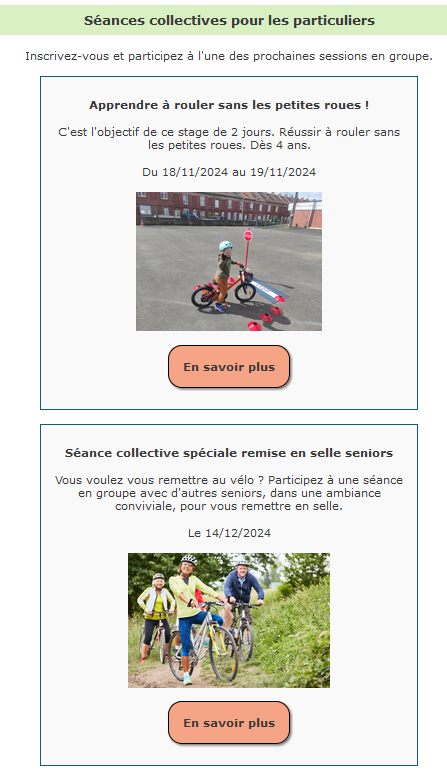 Séances collectives pour les particuliers
Inscrivez-vous et participez à l'une des prochaines sessions en groupe.
Apprendre à rouler sans les petites roues !
C'est l'objectif de ce stage de 2 jours. Réussir à rouler sans
les petites roues. Dès 4 ans.
Du 18/11/2024 au 19/11/2024
En savoir plus
Séance collective spéciale remise en selle seniors
Vous voulez vous remettre au vélo ? Participez à une séance
en groupe avec d'autres seniors, dans une ambiance
conviviale, pour vous remettre en selle.
Le 14/12/2024
En savoir plus